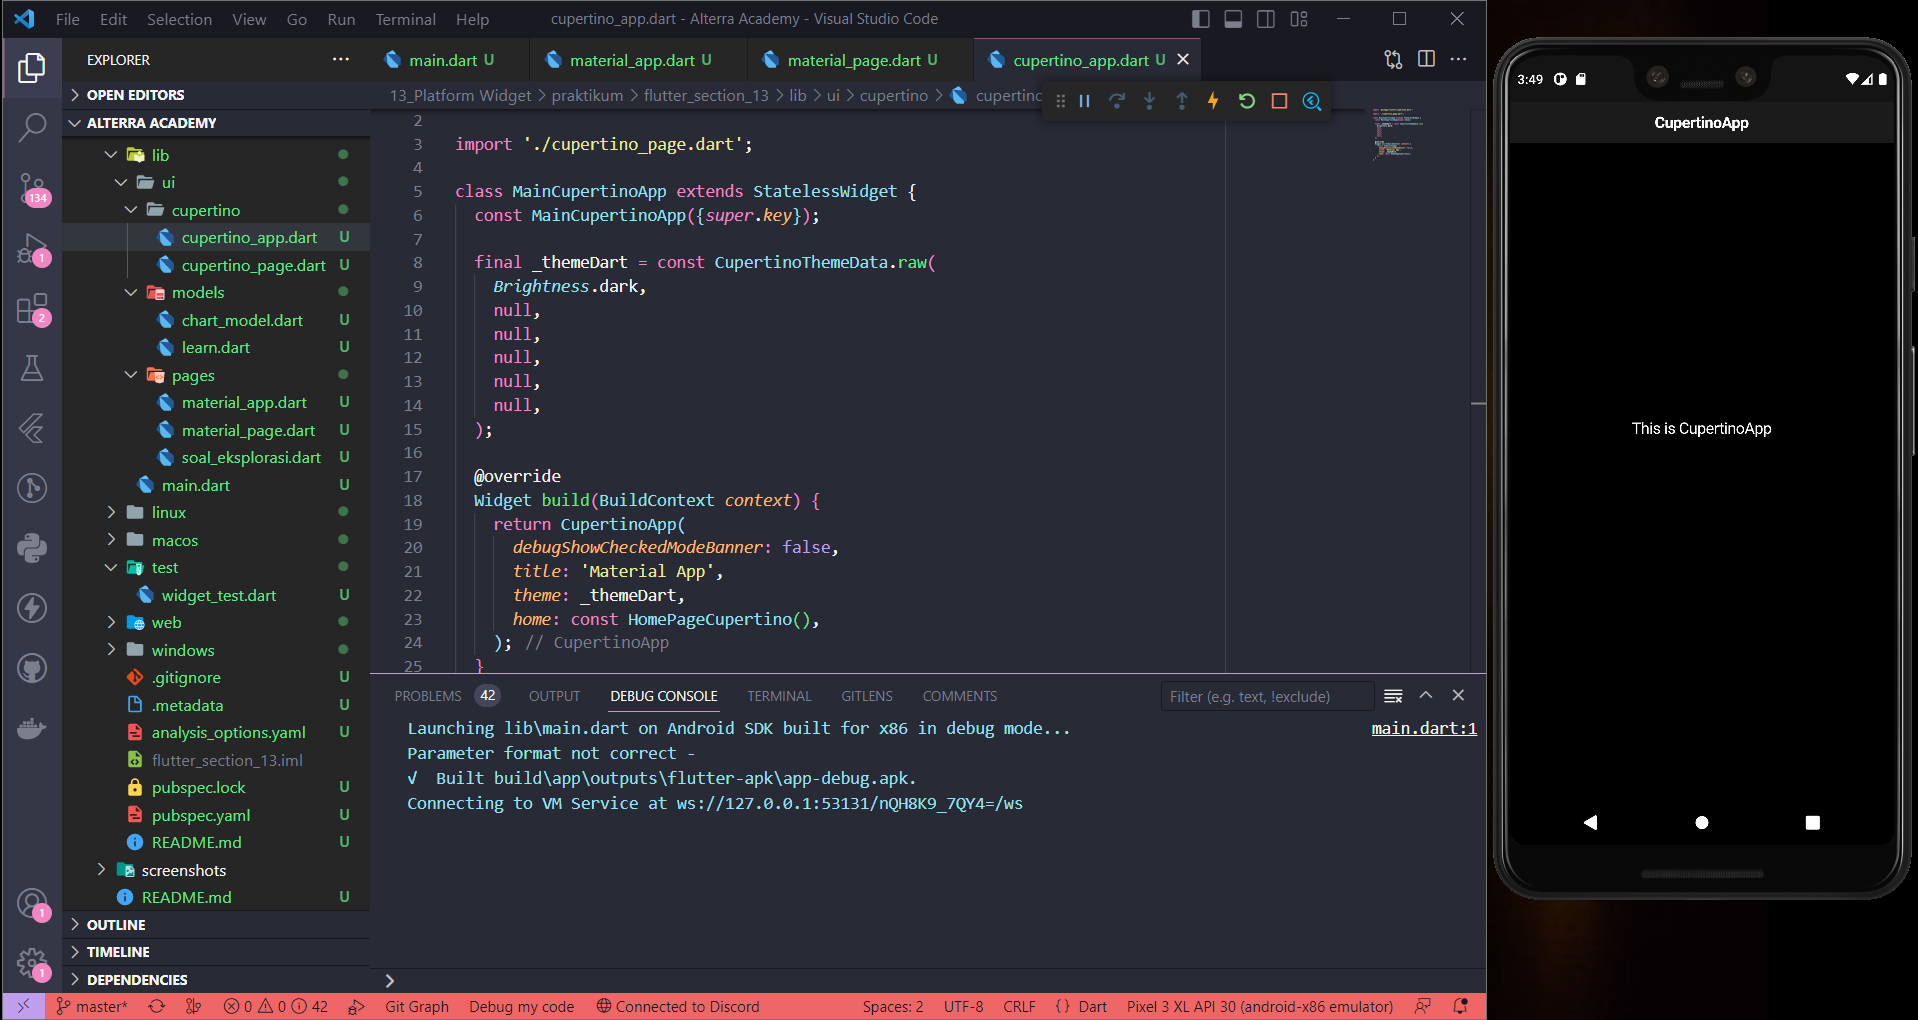 File Edit Selection View Go Run Terminal Help
cupertino_app.dart - Alterra Academy - Visual Studio Code
EXPLORER
OPEN EDITORS
ALTERRA ACADEMY
lib
ui
cupertino
cupertino_app.dart U
cupertino_page.dart U
models
chart_model.dart U
learn.dart U
pages
material_app.dart U
material_page.dart U
soal_eksplorasi.dart U
main.dart U
linux
macos
test
widget_test.dart U
web
windows
.gitignore U
.metadata U
analysis_options.yaml U
flutter_section_13.iml
pubspec.lock U
pubspec.yaml U
README.md U
screenshots
README.md U
OUTLINE
TIMELINE
DEPENDENCIES
134
1
2
1
1
main.dart U
material_app.dart U
material_page.dart U
cupertino_app.dart U
13_Platform Widget > praktikum > flutter_section_13 > lib > ui > cupertino >
2
3 import './cupertino_page.dart';
4
5 class MainCupertinoApp extends StatelessWidget {
6 const MainCupertinoApp({super.key});
7
8 final _themeDart = const CupertinoThemeData.raw(
9 Brightness.dark,
10 null,
11 null,
12 null,
13 null,
14 null,
15 );
16
17 @override
18 Widget build(BuildContext context) {
19 return CupertinoApp(
20 debugShowCheckedModeBanner: false,
21 title: 'Material App',
22 theme: _themeDart,
23 home: const HomePageCupertino(),
24 ); // CupertinoApp
25 }
PROBLEMS 42 OUTPUT DEBUG CONSOLE TERMINAL GITLENS COMMENTS
Filter (e.g. text, !exclude)
Launching lib\main.dart on Android SDK built for x86 in debug mode...
main.dart:1
Parameter format not correct -
√ Built build\app\outputs\flutter-apk\app-debug.apk.
Connecting to VM Service at ws://127.0.0.1:53131/nQH8K9_7QY4=/ws
master* 0 0 42 Git Graph Debug my code Connected to Discord
Spaces: 2 UTF-8 CRLF {} Dart Pixel 3 XL API 30 (android-x86 emulator)
3:49
CupertinoApp
This is CupertinoApp